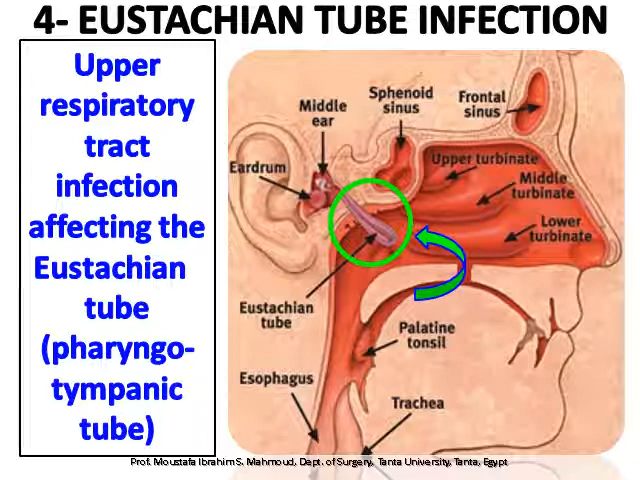 4- EUSTACHIAN TUBE INFECTION
Upper
respiratory
tract
infection
affecting the
Eustachian
tube
(pharyngo-
tympanic
tube)
Middle
ear
Sphenoid
sinus
Frontal
sinus
Eardrum
Upper turbinate
Middle
turbinate
Lower
turbinate
Eustachian
tube
Palatine
tonsil
Esophagus
Trachea
Prof. Moustafa Ibrahim S. Mahmoud, Dept. of Surgery, Tanta University, Tanta, Egypt